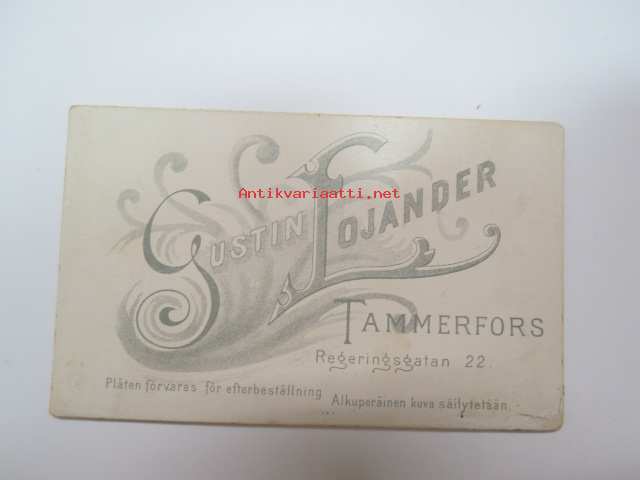 Antikvariaatti.net
GUSTIN LOJANDER
TAMMERFORS
Regeringsgatan 22.
Plåten förvaras för efterbeställning
Alkuperäinen kuva säilytetään.